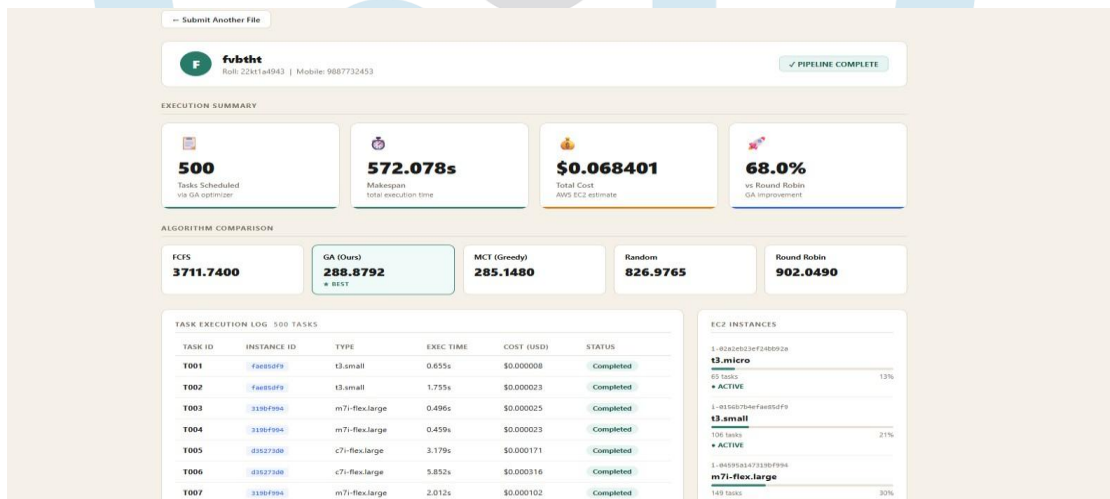 ← Submit Another File
F
fvbtht
Roll: 22kt1a4943 | Mobile: 9887732453
✓ PIPELINE COMPLETE
EXECUTION SUMMARY
500
Tasks Scheduled
via GA optimizer
572.078s
Makespan
total execution time
$0.068401
Total Cost
AWS EC2 estimate
68.0%
vs Round Robin
GA improvement
ALGORITHM COMPARISON
FCFS
3711.7400
GA (Ours)
288.8792
★ BEST
MCT (Greedy)
285.1480
Random
826.9765
Round Robin
902.0490
TASK EXECUTION LOG 500 TASKS
TASK ID INSTANCE ID TYPE EXEC TIME COST (USD) STATUS
T001 fae85df9 t3.small 0.655s $0.000008 Completed
T002 fae85df9 t3.small 1.755s $0.000023 Completed
T003 319bf994 m7i-flex.large 0.496s $0.000025 Completed
T004 319bf994 m7i-flex.large 0.459s $0.000023 Completed
T005 d35273d0 c7i-flex.large 3.179s $0.000171 Completed
T006 d35273d0 c7i-flex.large 5.852s $0.000316 Completed
T007 319bf994 m7i-flex.large 2.012s $0.000102 Completed
EC2 INSTANCES
i-02a2eb23ef24bb92a
t3.micro
65 tasks 13%
● ACTIVE
i-0156b7b4efae85df9
t3.small
106 tasks 21%
● ACTIVE
i-04595a147319bf994
m7i-flex.large
149 tasks 30%